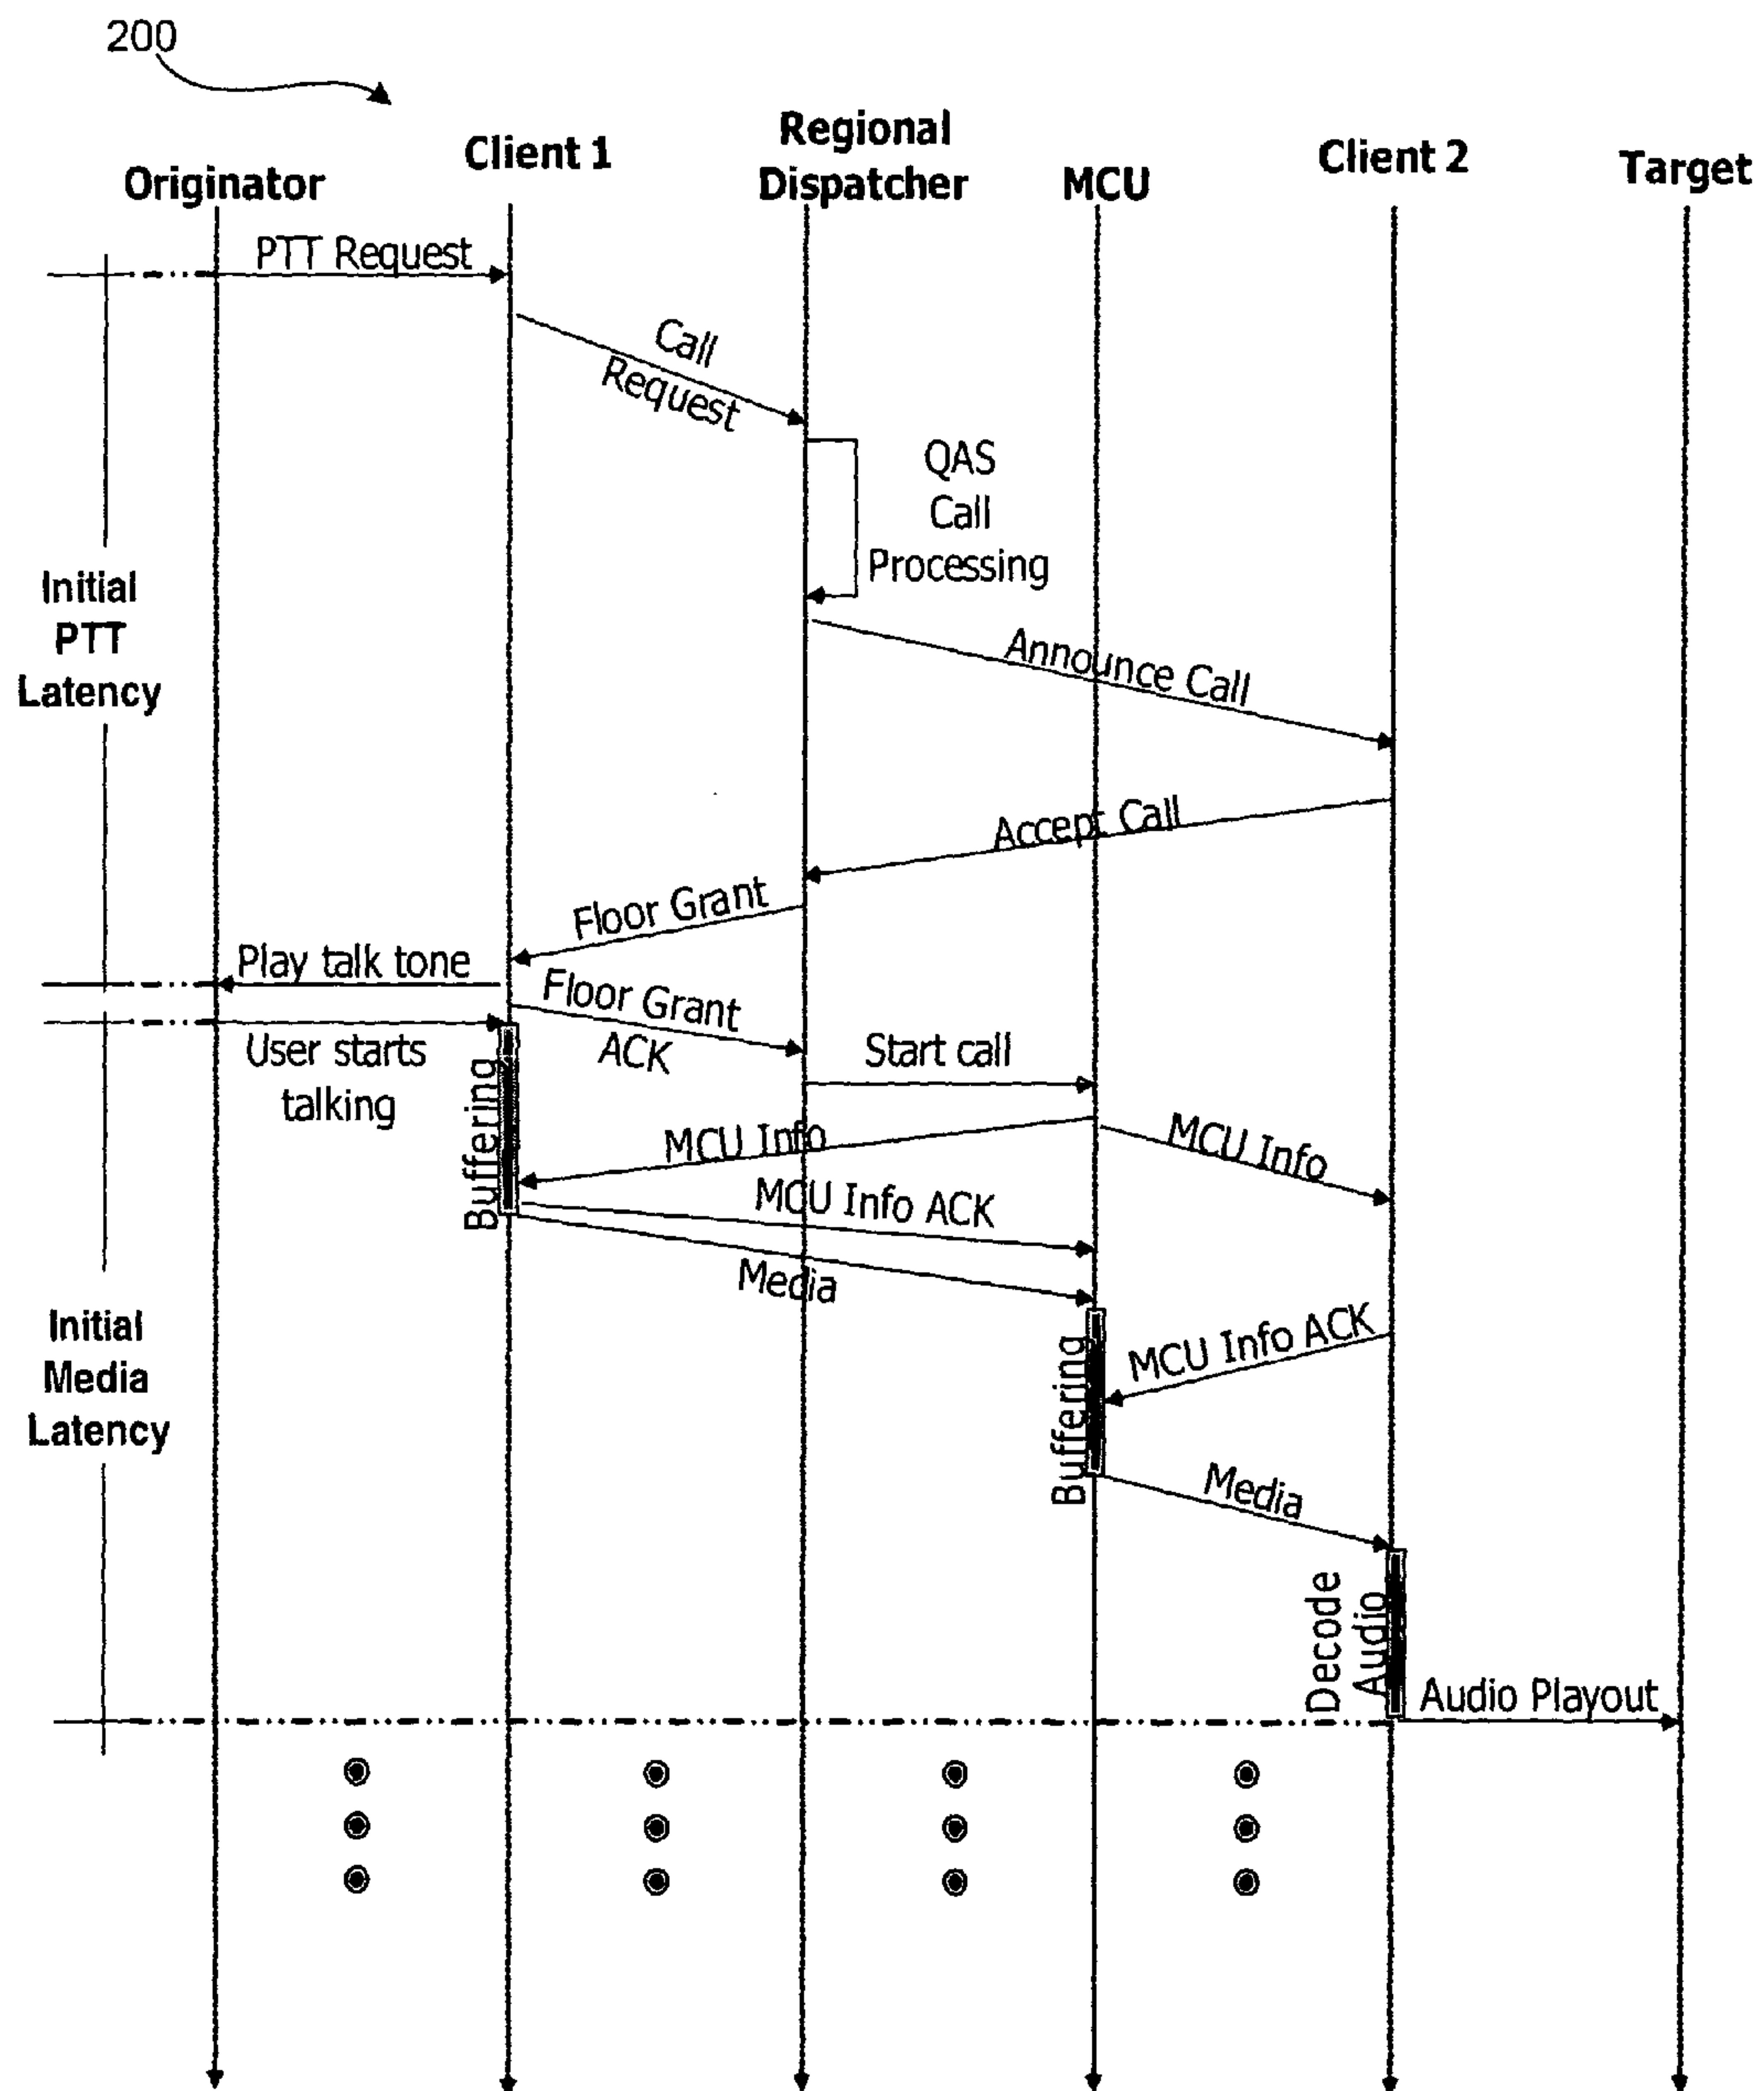 200
Originator
Client 1
Regional
Dispatcher
MCU
Client 2
Target
PTT Request
Call
Request
QAS
Call
Processing
Initial
PTT
Latency
Announce Call
Accept Call
Floor Grant
Play talk tone
Floor Grant
ACK
User starts
talking
Start call
Buffering
MCU Info
MCU Info
MCU Info ACK
Media
Initial
Media
Latency
MCU Info ACK
Buffering
Media
Decode
Audio
Audio Playout